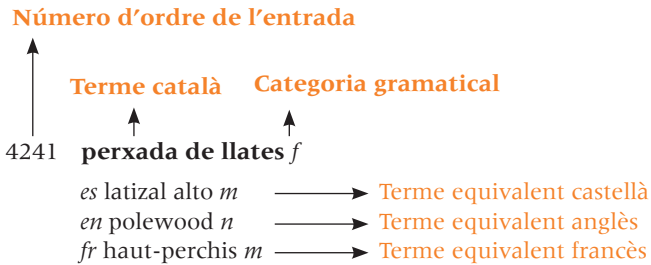 Número d'ordre de l'entrada
Terme català Categoria gramatical
4241 perxada de llates f
es latizal alto m Terme equivalent castellà
en polewood n Terme equivalent anglès
fr haut-perchis m Terme equivalent francès